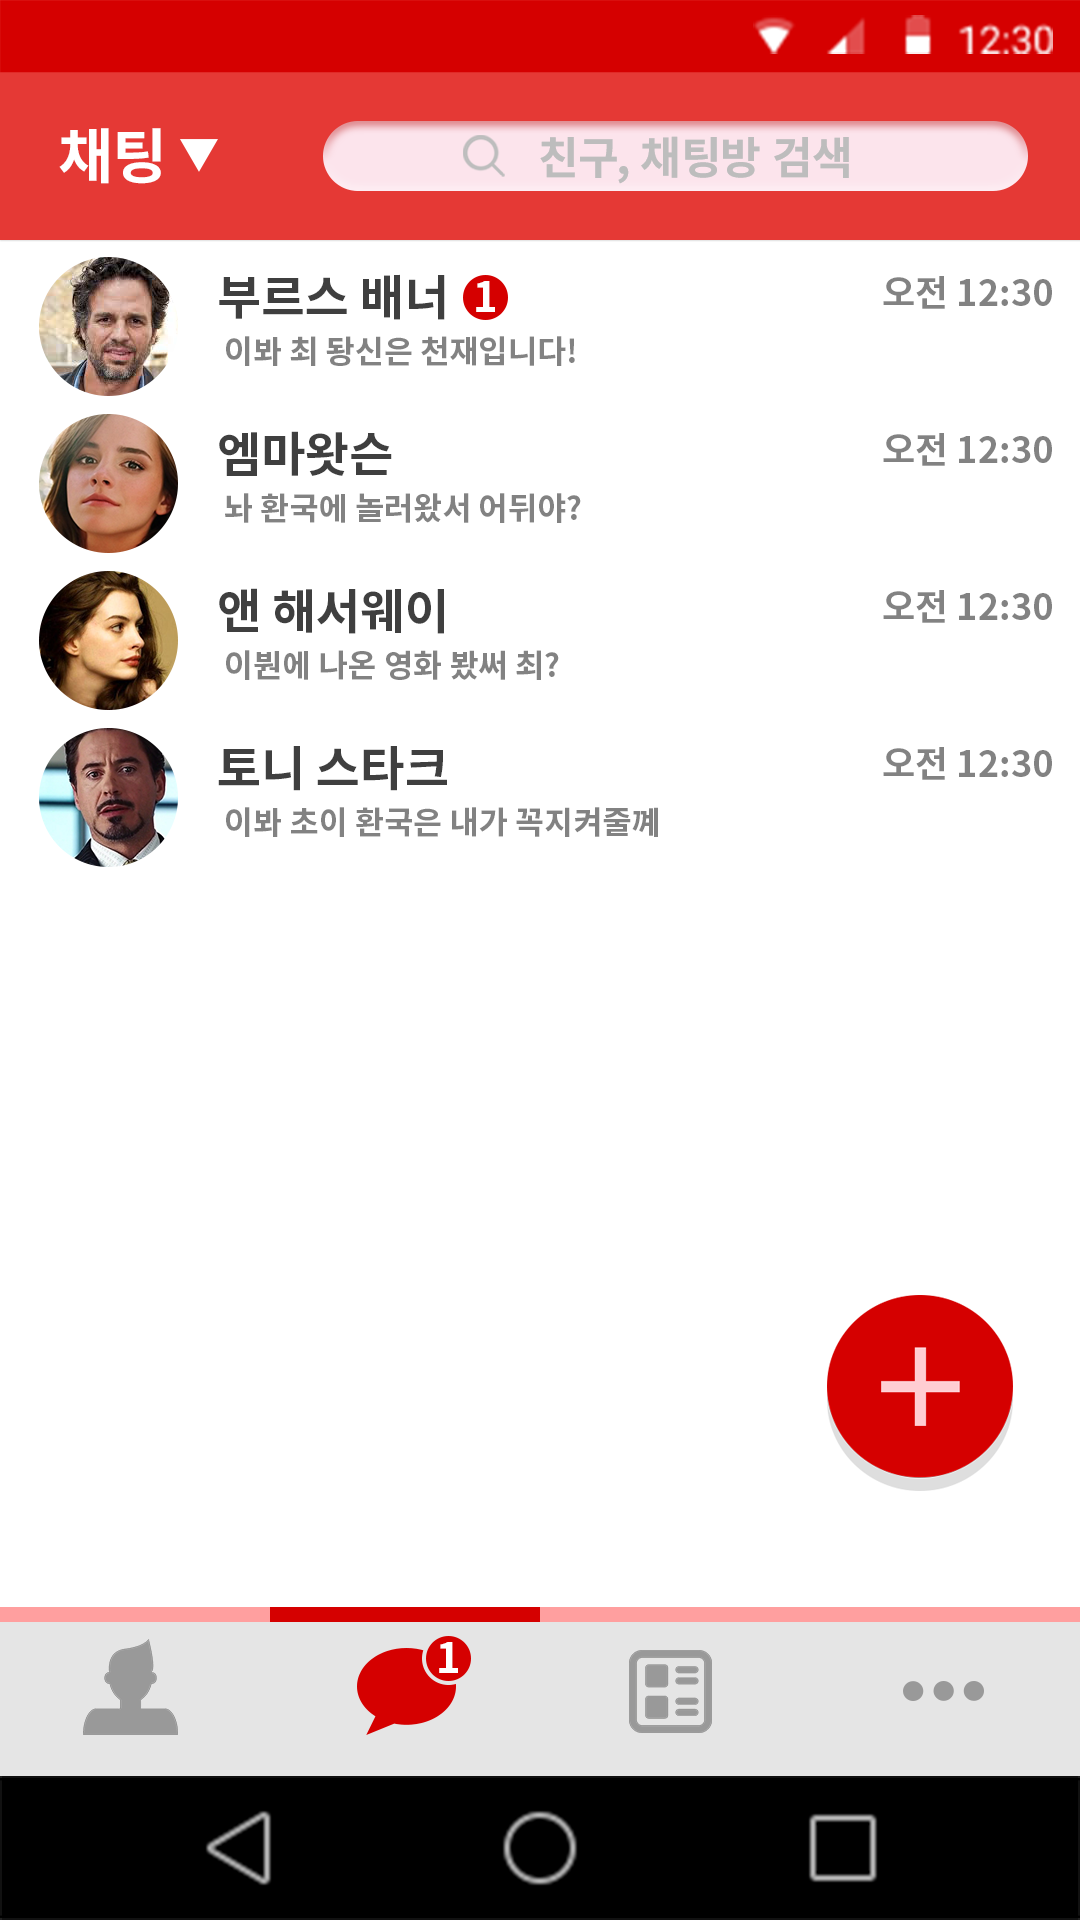 12:30
채팅 ▼
친구, 채팅방 검색
부르스 배너 1
오전 12:30
이봐 최 돵신은 천재입니다!
엠마왓슨
오전 12:30
놔 환국에 놀러왔서 어뒤야?
앤 해서웨이
오전 12:30
이붠에 나온 영화 봤써 최?
토니 스타크
오전 12:30
이봐 초이 환국은 내가 꼭지켜줄꼐
1